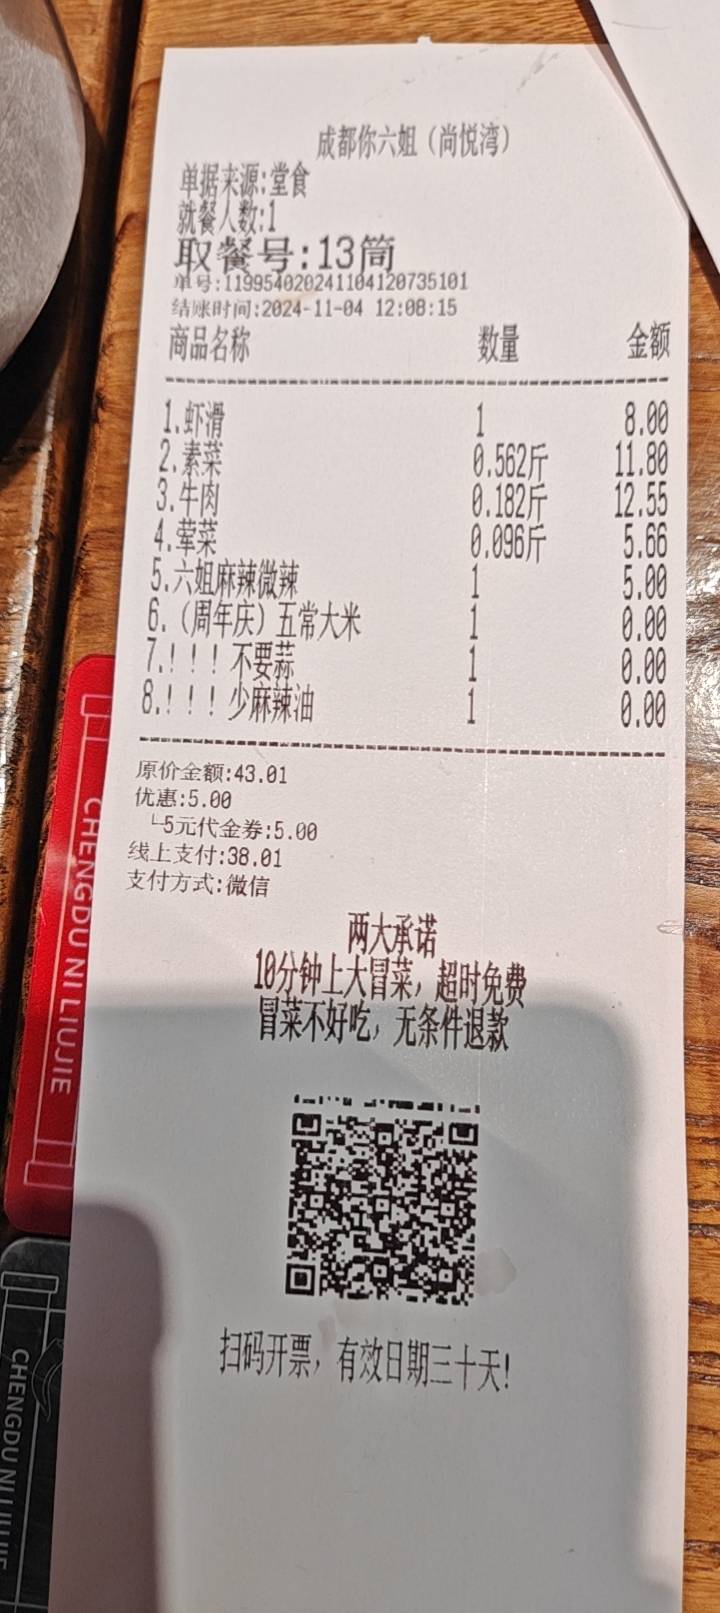 成都你六姐（尚悦湾）
单据来源:堂食
就餐人数:1
取餐号:13筒
单号:119954020241104120735101
结账时间:2024-11-04 12:08:15
商品名称 数量 金额
1.虾滑 1 8.00
2.素菜 0.562斤 11.80
3.牛肉 0.182斤 12.55
4.荤菜 0.096斤 5.66
5.六姐麻辣微辣 1 5.00
6.（周年庆）五常大米 1 0.00
7.！！！不要蒜 1 0.00
8.！！！少麻辣油 1 0.00
原价金额:43.01
优惠:5.00
└5元代金券:5.00
线上支付:38.01
支付方式:微信
两大承诺
10分钟上大冒菜，超时免费
冒菜不好吃，无条件退款
扫码开票，有效日期三十天!
CHENGDU NI LIUJIE
CHENGDU NI LIUJIE